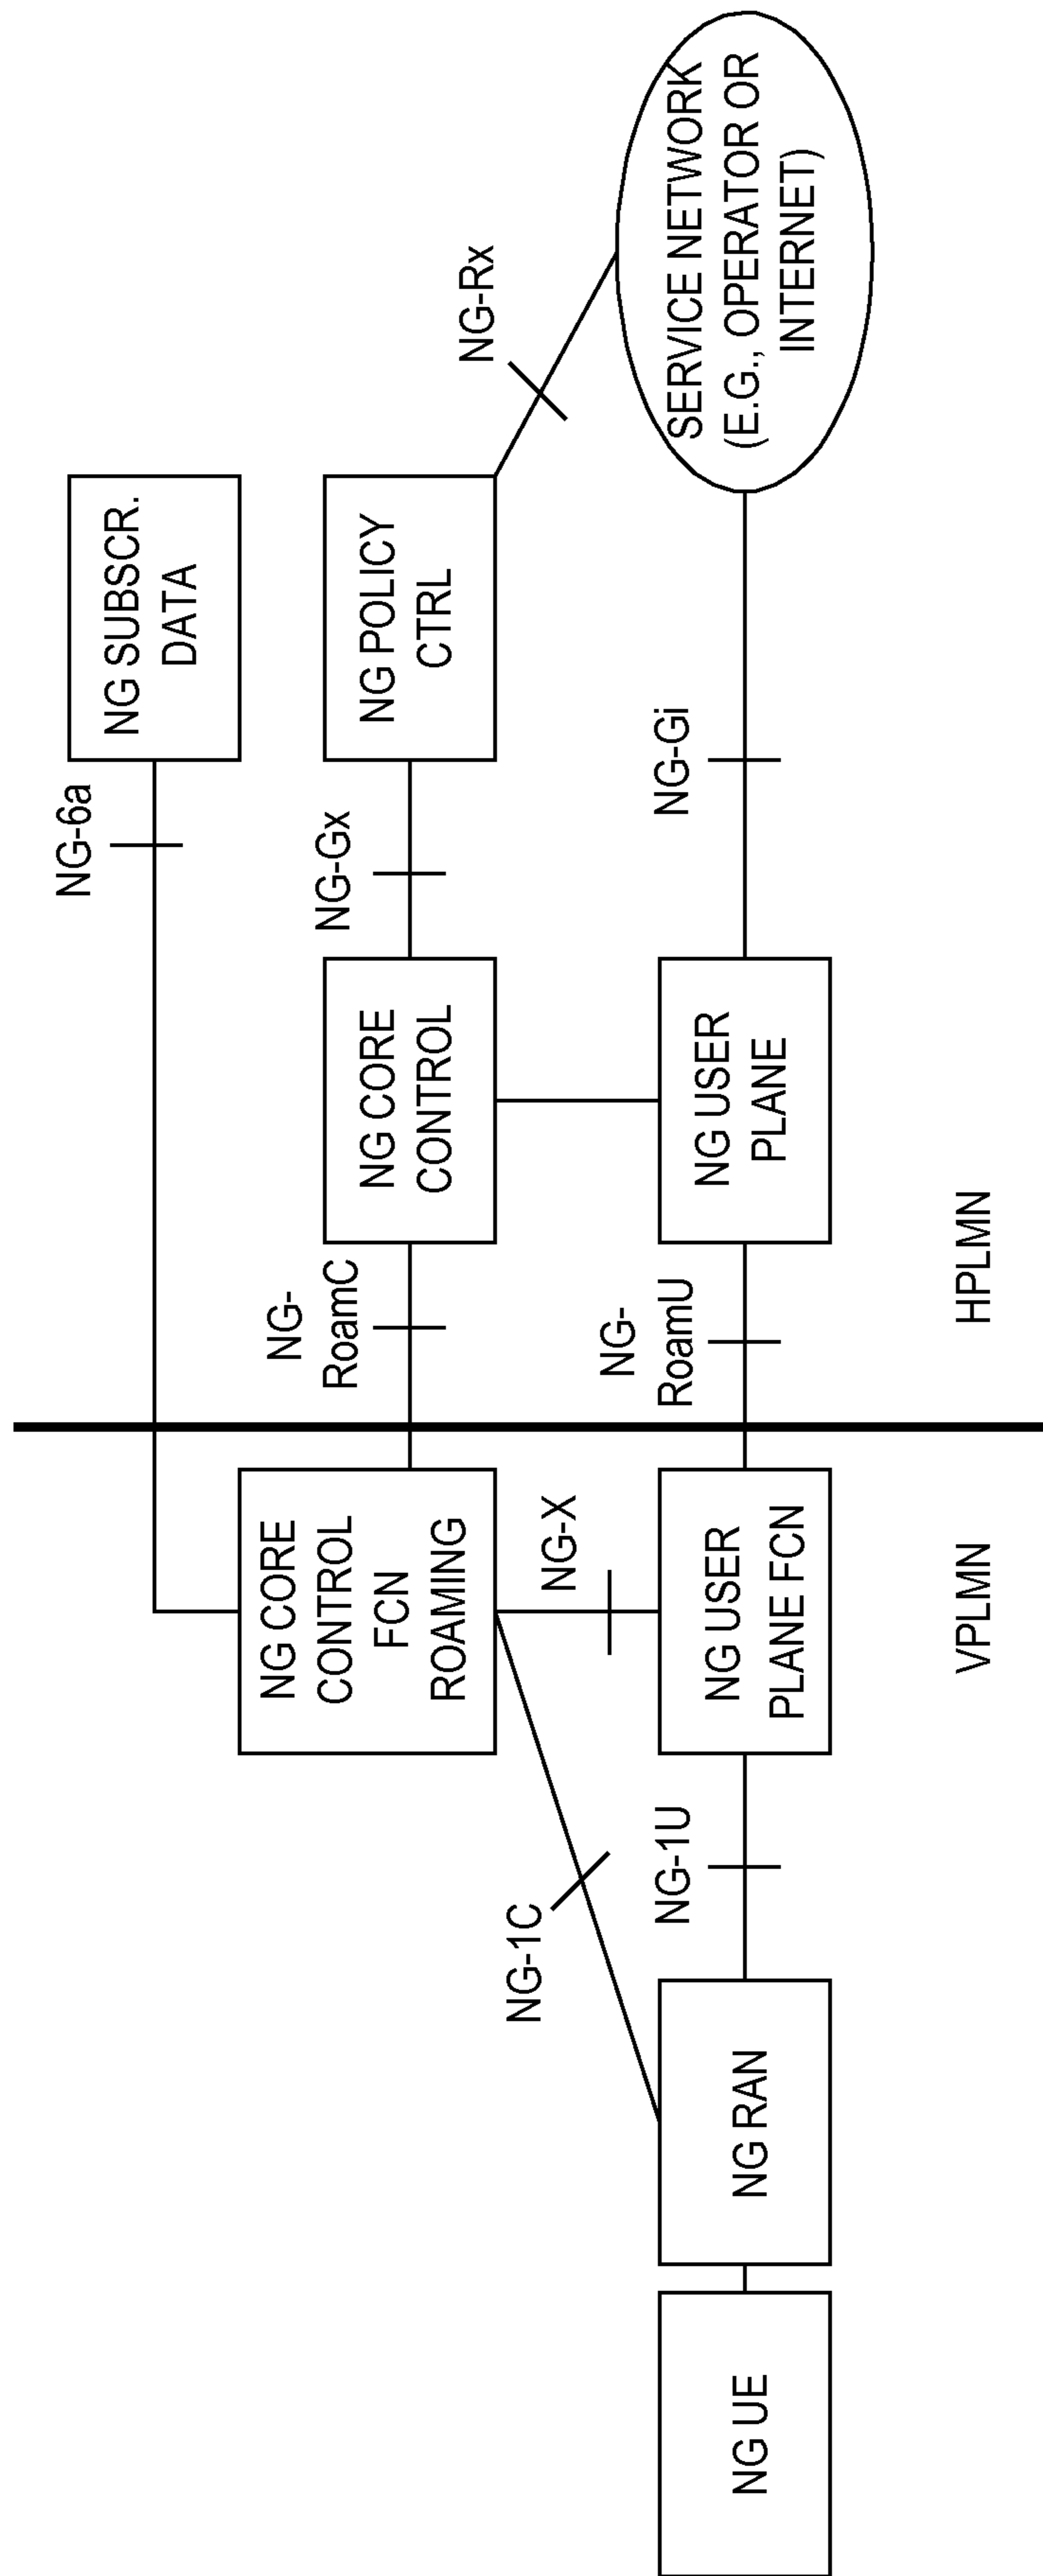 NG-6a
NG SUBSCR.
DATA
NG CORE
CONTROL
FCN
ROAMING
NG-
RoamC
NG CORE
CONTROL
NG-Gx
NG POLICY
CTRL
NG-Rx
NG-1C
NG-X
NG UE
NG RAN
NG-1U
NG USER
PLANE FCN
NG-
RoamU
NG USER
PLANE
NG-Gi
SERVICE NETWORK
(E.G., OPERATOR OR
INTERNET)
VPLMN
HPLMN